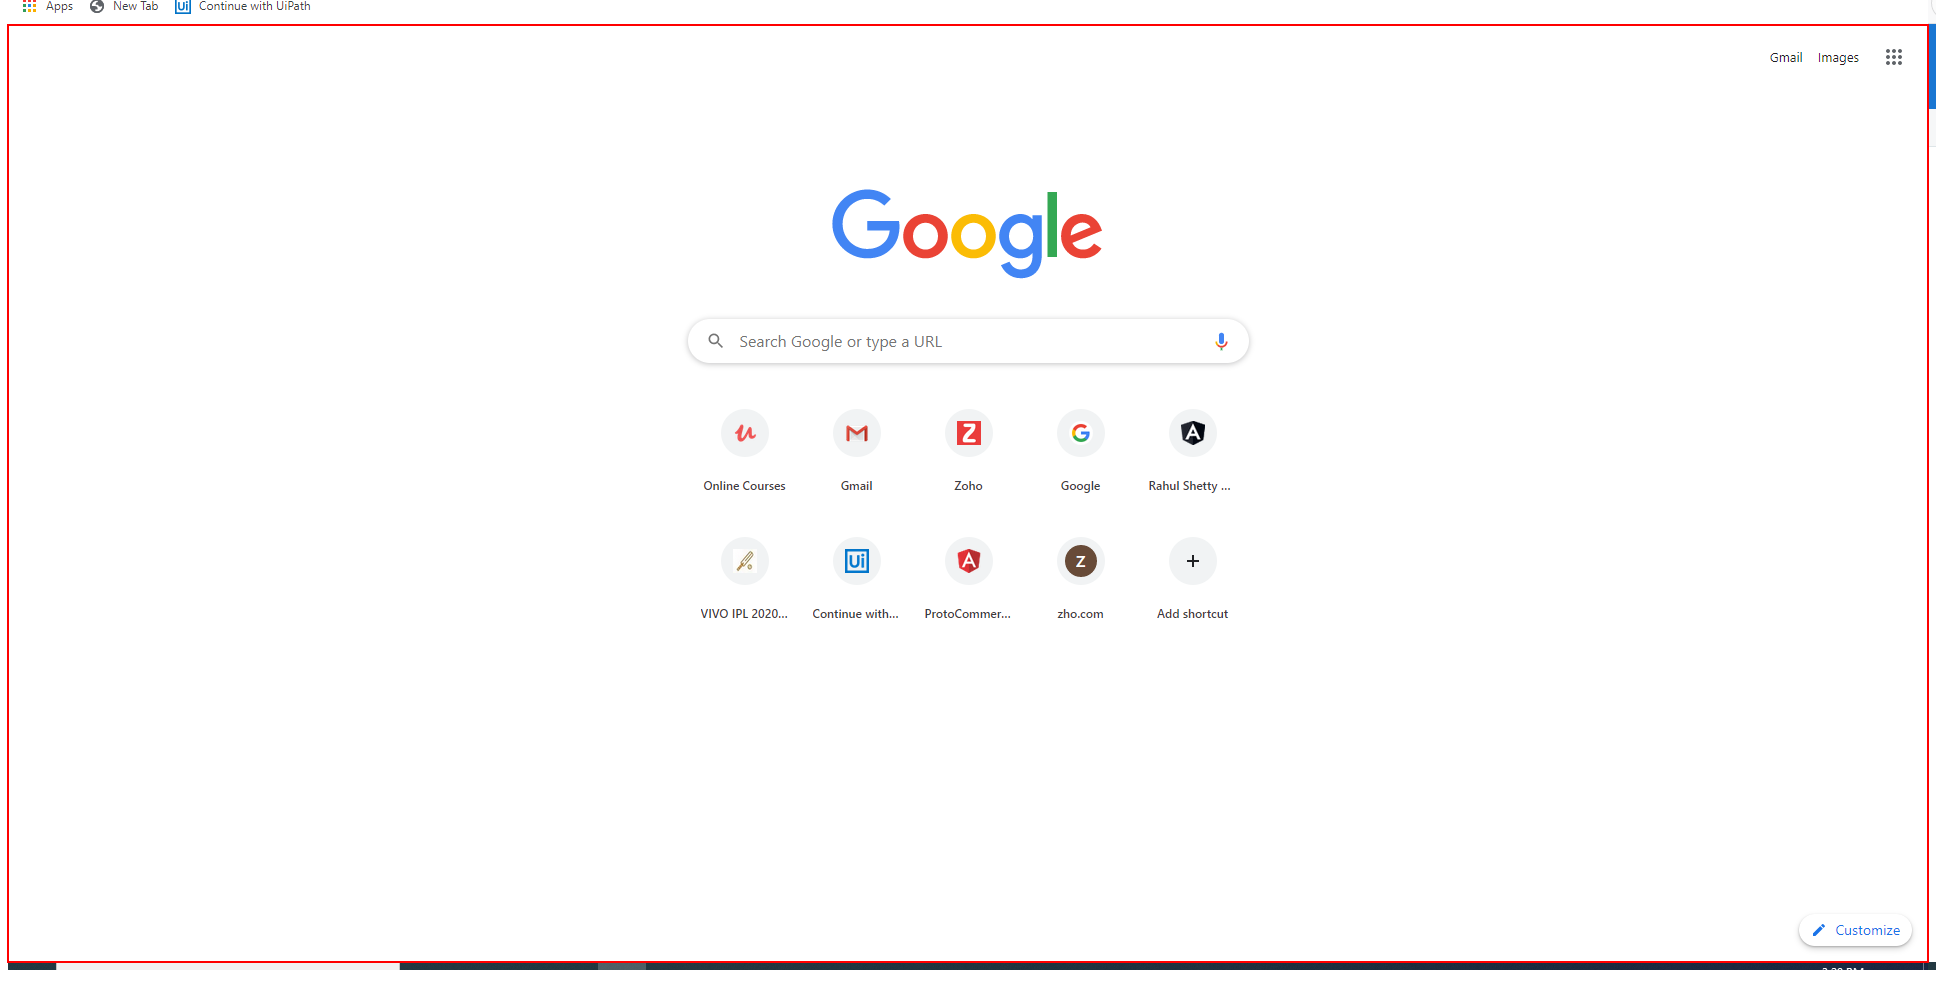 Apps New Tab Ui Continue with UiPath
Gmail Images
Google
Search Google or type a URL
Online Courses Gmail Zoho Google Rahul Shetty ...
VIVO IPL 2020... Continue with... ProtoCommer... zho.com Add shortcut
Customize